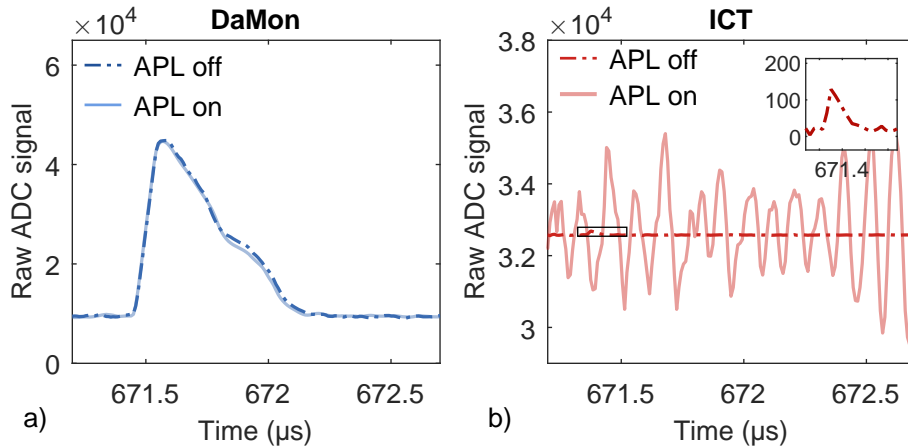 DaMon
×10⁴
APL off
APL on
6
4
2
0
Raw ADC signal
671.5
672
672.5
Time (µs)
a)
ICT
×10⁴
APL off
APL on
3.8
3.6
3.4
3.2
3
Raw ADC signal
671.5
672
672.5
Time (µs)
b)
200
100
0
671.4